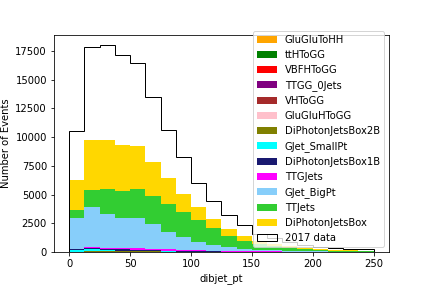 GluGluToHH
ttHToGG
VBFHToGG
TTGG_0Jets
VHToGG
GluGluHToGG
DiPhotonJetsBox2B
GJet_SmallPt
DiPhotonJetsBox1B
TTGJets
GJet_BigPt
TTJets
DiPhotonJetsBox
2017 data
Number of Events
17500
15000
12500
10000
7500
5000
2500
0
0 50 100 150 200 250
dibjet_pt